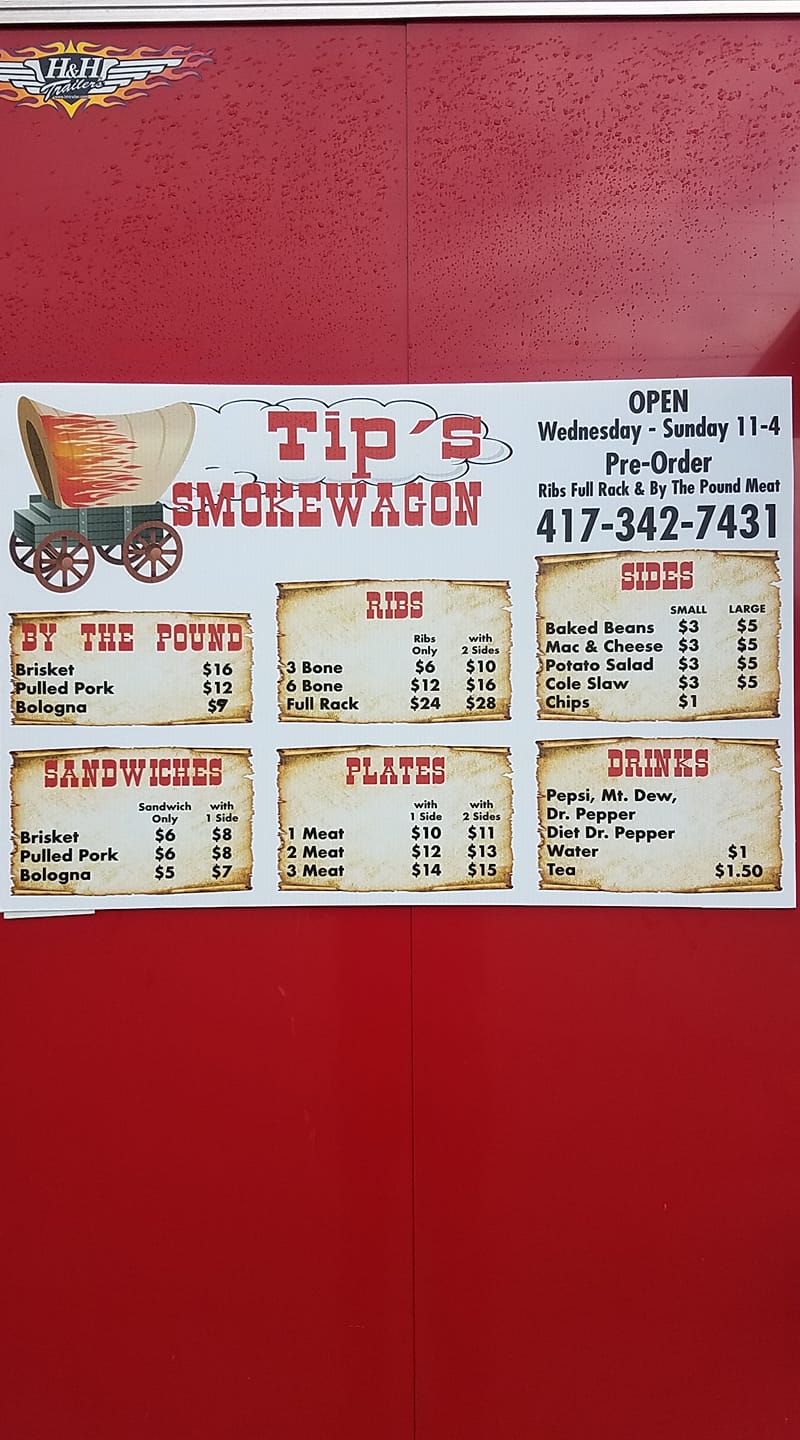 H&H
Trailers
Tip's
SMOKEWAGON
OPEN
Wednesday - Sunday 11-4
Pre-Order
Ribs Full Rack & By The Pound Meat
417-342-7431
BY THE POUND
Brisket $16
Pulled Pork $12
Bologna $9
RIBS
Ribs Only with 2 Sides
3 Bone $6 $10
6 Bone $12 $16
Full Rack $24 $28
SIDES
SMALL LARGE
Baked Beans $3 $5
Mac & Cheese $3 $5
Potato Salad $3 $5
Cole Slaw $3 $5
Chips $1
SANDWICHES
Sandwich Only with 1 Side
Brisket $6 $8
Pulled Pork $6 $8
Bologna $5 $7
PLATES
with 1 Side with 2 Sides
1 Meat $10 $11
2 Meat $12 $13
3 Meat $14 $15
DRINKS
Pepsi, Mt. Dew,
Dr. Pepper
Diet Dr. Pepper
Water $1
Tea $1.50